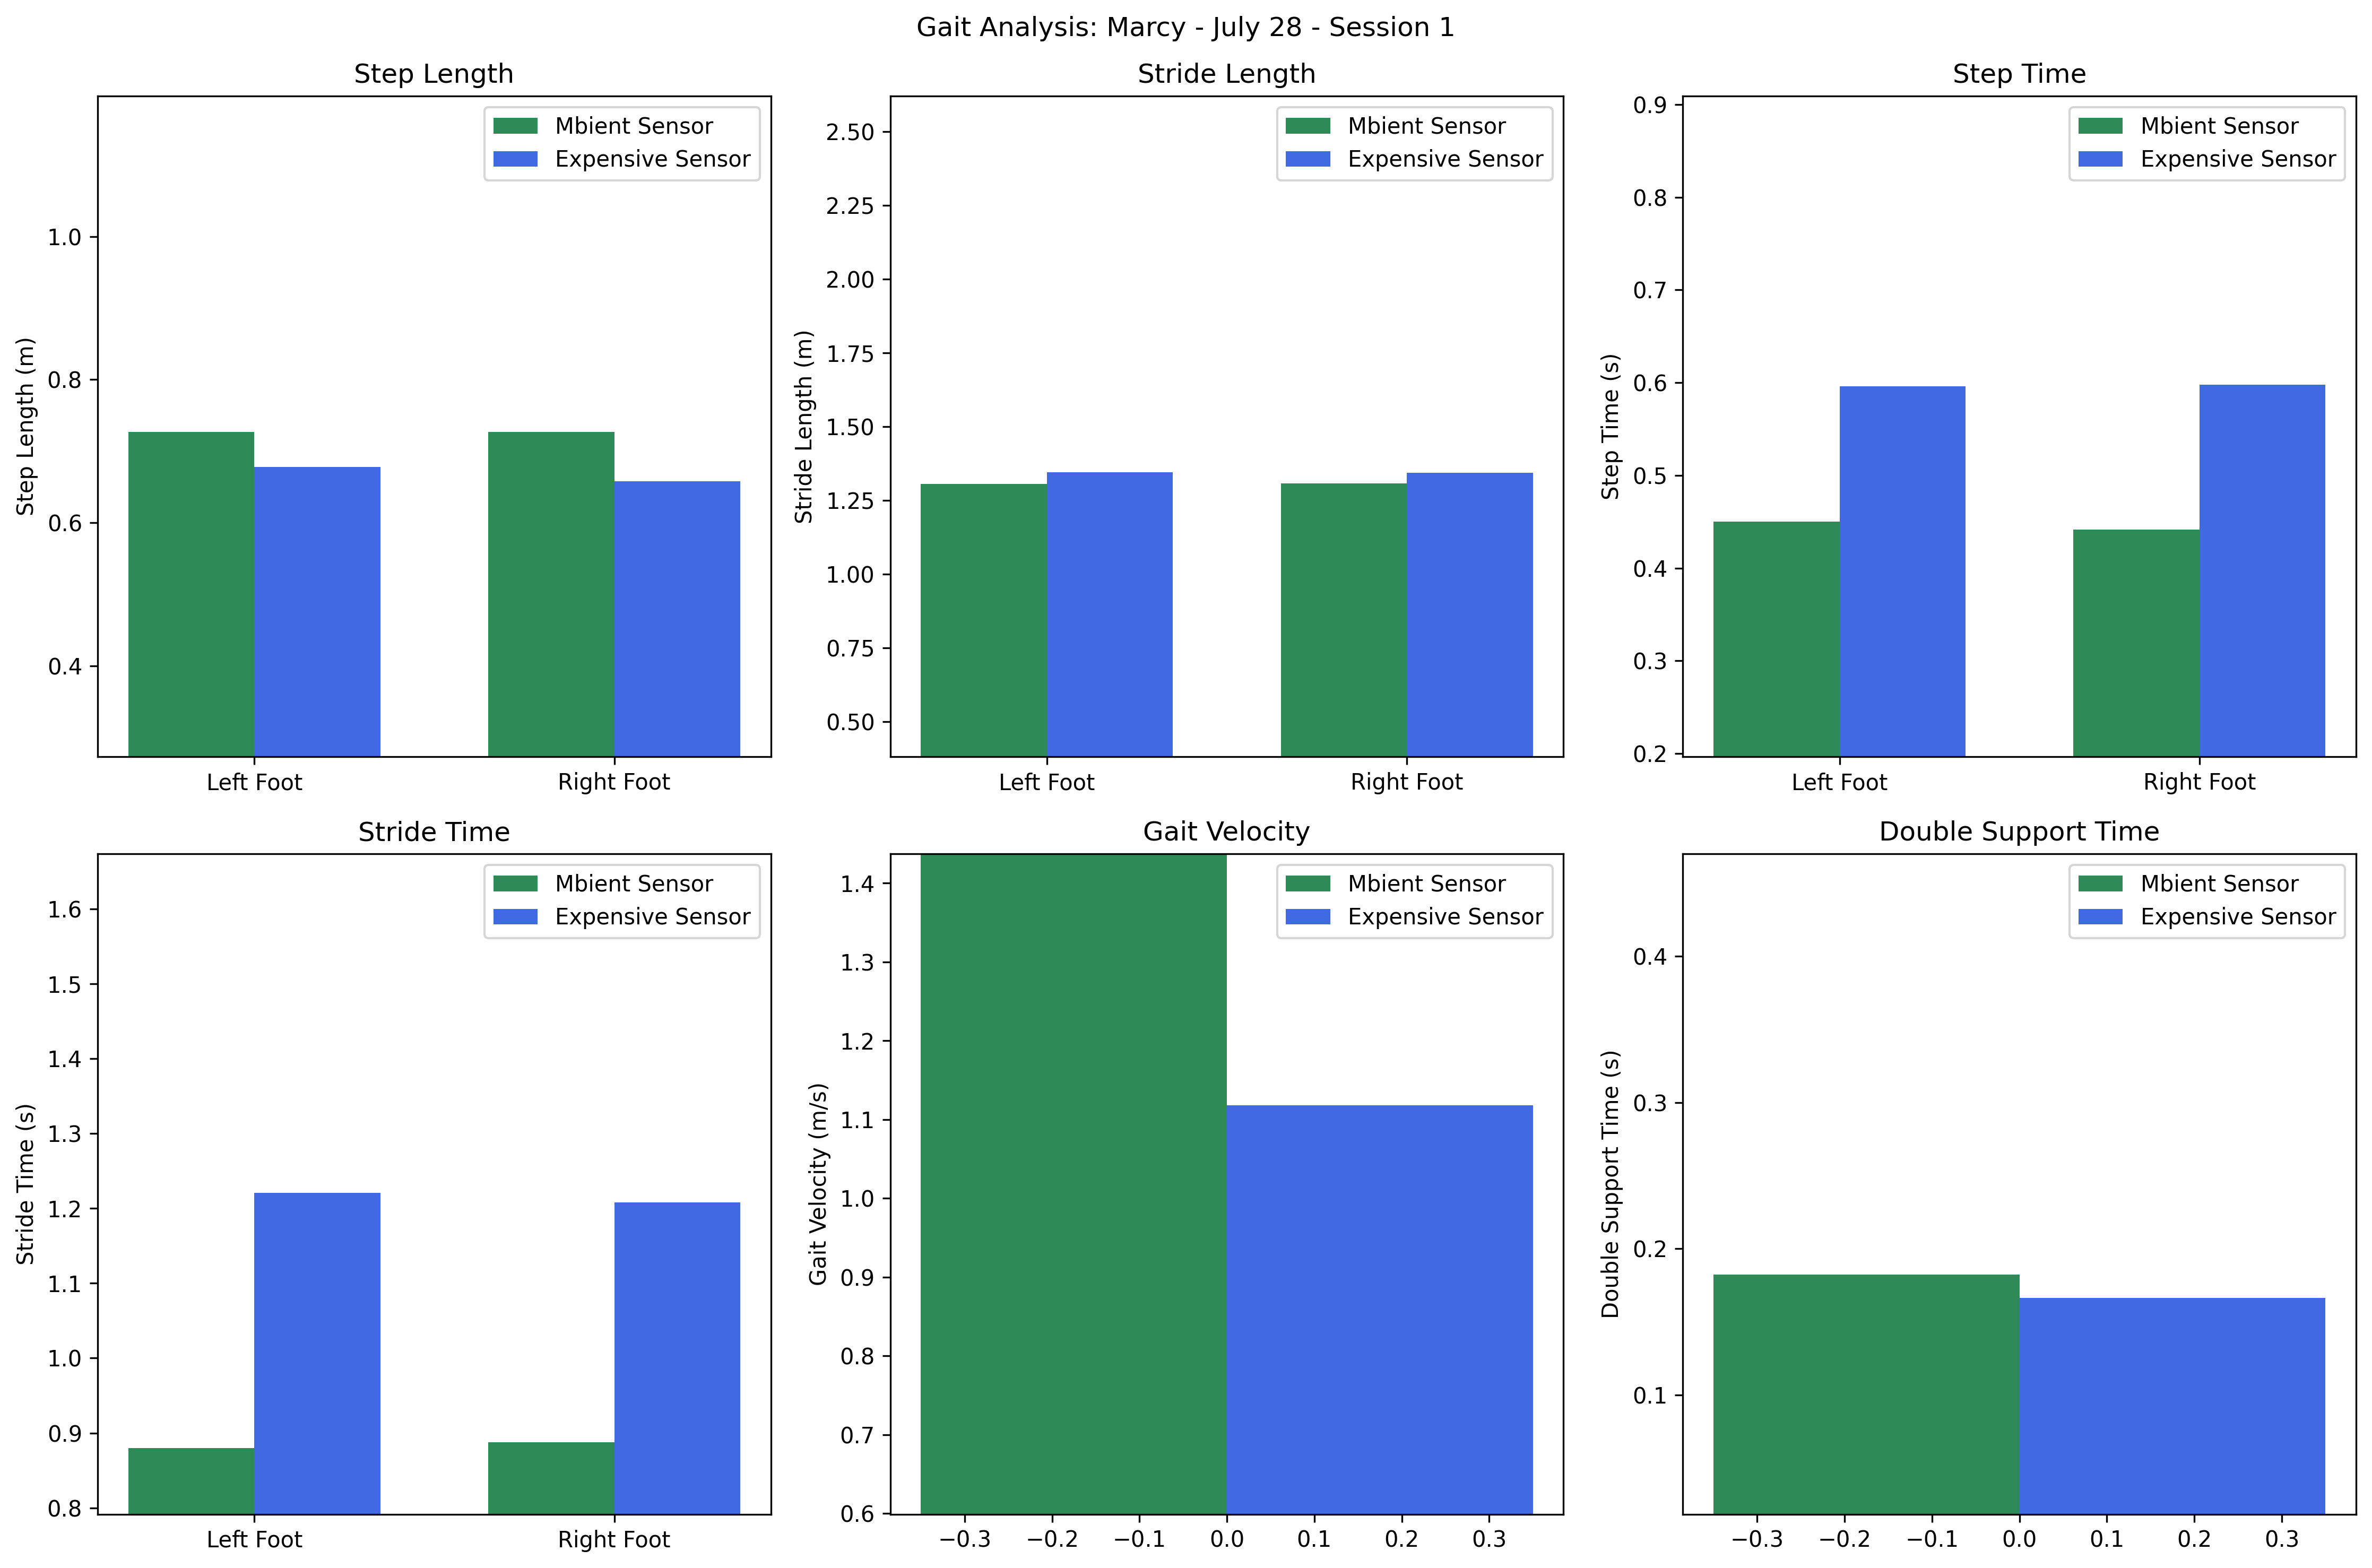 Gait Analysis: Marcy - July 28 - Session 1
Step Length
Step Length (m)
1.0
0.8
0.6
0.4
Mbient Sensor
Expensive Sensor
Left Foot
Right Foot
Stride Length
Stride Length (m)
2.50
2.25
2.00
1.75
1.50
1.25
1.00
0.75
0.50
Mbient Sensor
Expensive Sensor
Left Foot
Right Foot
Step Time
Step Time (s)
0.9
0.8
0.7
0.6
0.5
0.4
0.3
0.2
Mbient Sensor
Expensive Sensor
Left Foot
Right Foot
Stride Time
Stride Time (s)
1.6
1.5
1.4
1.3
1.2
1.1
1.0
0.9
0.8
Mbient Sensor
Expensive Sensor
Left Foot
Right Foot
Gait Velocity
Gait Velocity (m/s)
1.4
1.3
1.2
1.1
1.0
0.9
0.8
0.7
0.6
Mbient Sensor
Expensive Sensor
−0.3 −0.2 −0.1 0.0 0.1 0.2 0.3
Double Support Time
Double Support Time (s)
0.4
0.3
0.2
0.1
Mbient Sensor
Expensive Sensor
−0.3 −0.2 −0.1 0.0 0.1 0.2 0.3